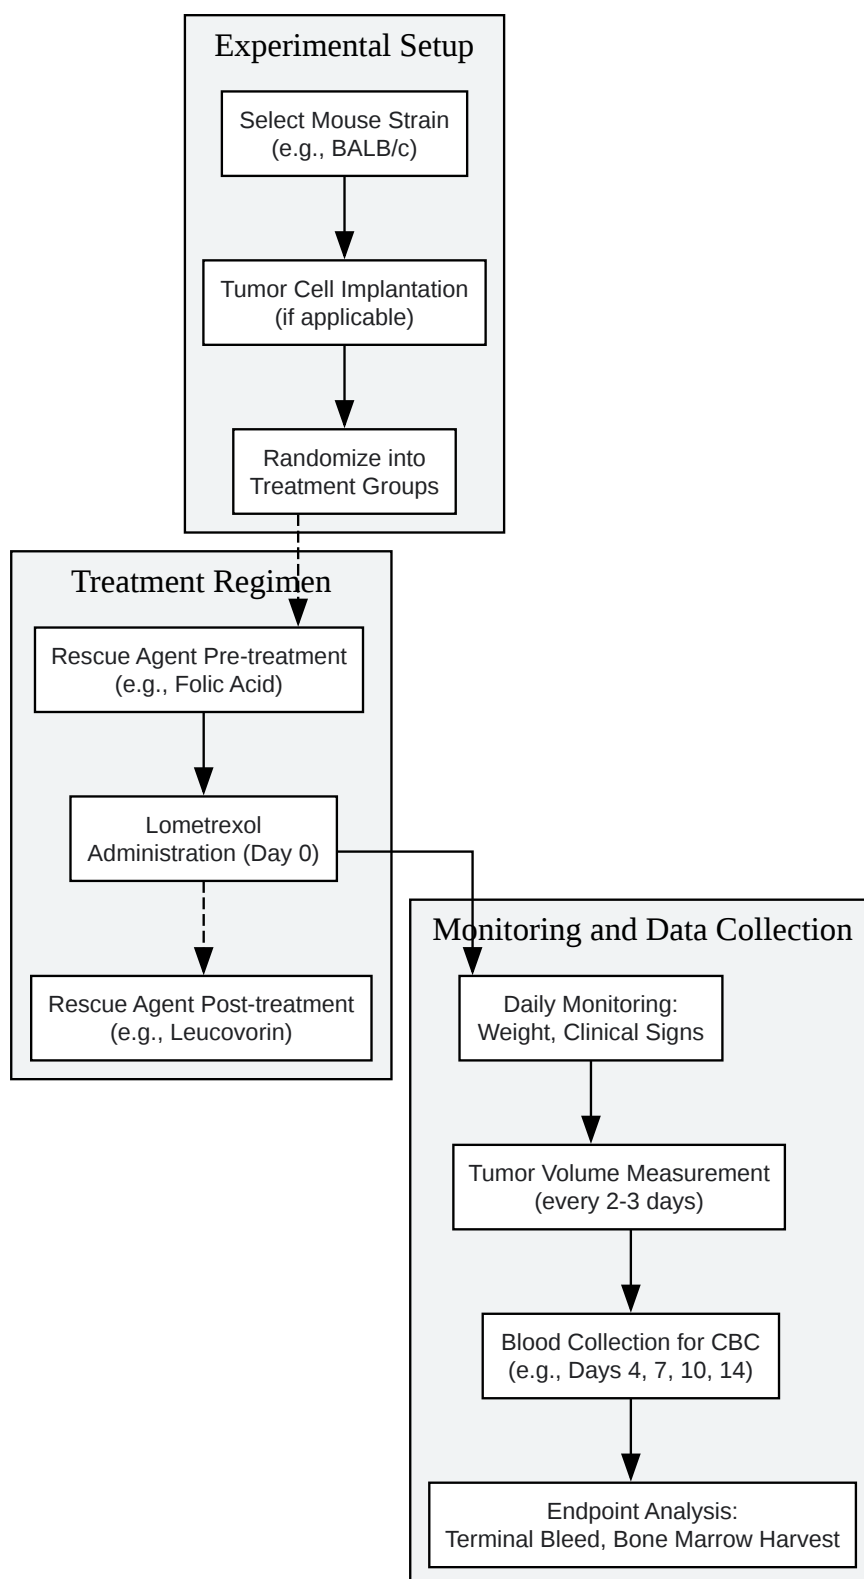 Experimental Setup
Select Mouse Strain
(e.g., BALB/c)
Tumor Cell Implantation
(if applicable)
Randomize into
Treatment Groups
Treatment Regimen
Rescue Agent Pre-treatment
(e.g., Folic Acid)
Lometrexol
Administration (Day 0)
Rescue Agent Post-treatment
(e.g., Leucovorin)
Monitoring and Data Collection
Daily Monitoring:
Weight, Clinical Signs
Tumor Volume Measurement
(every 2-3 days)
Blood Collection for CBC
(e.g., Days 4, 7, 10, 14)
Endpoint Analysis:
Terminal Bleed, Bone Marrow Harvest